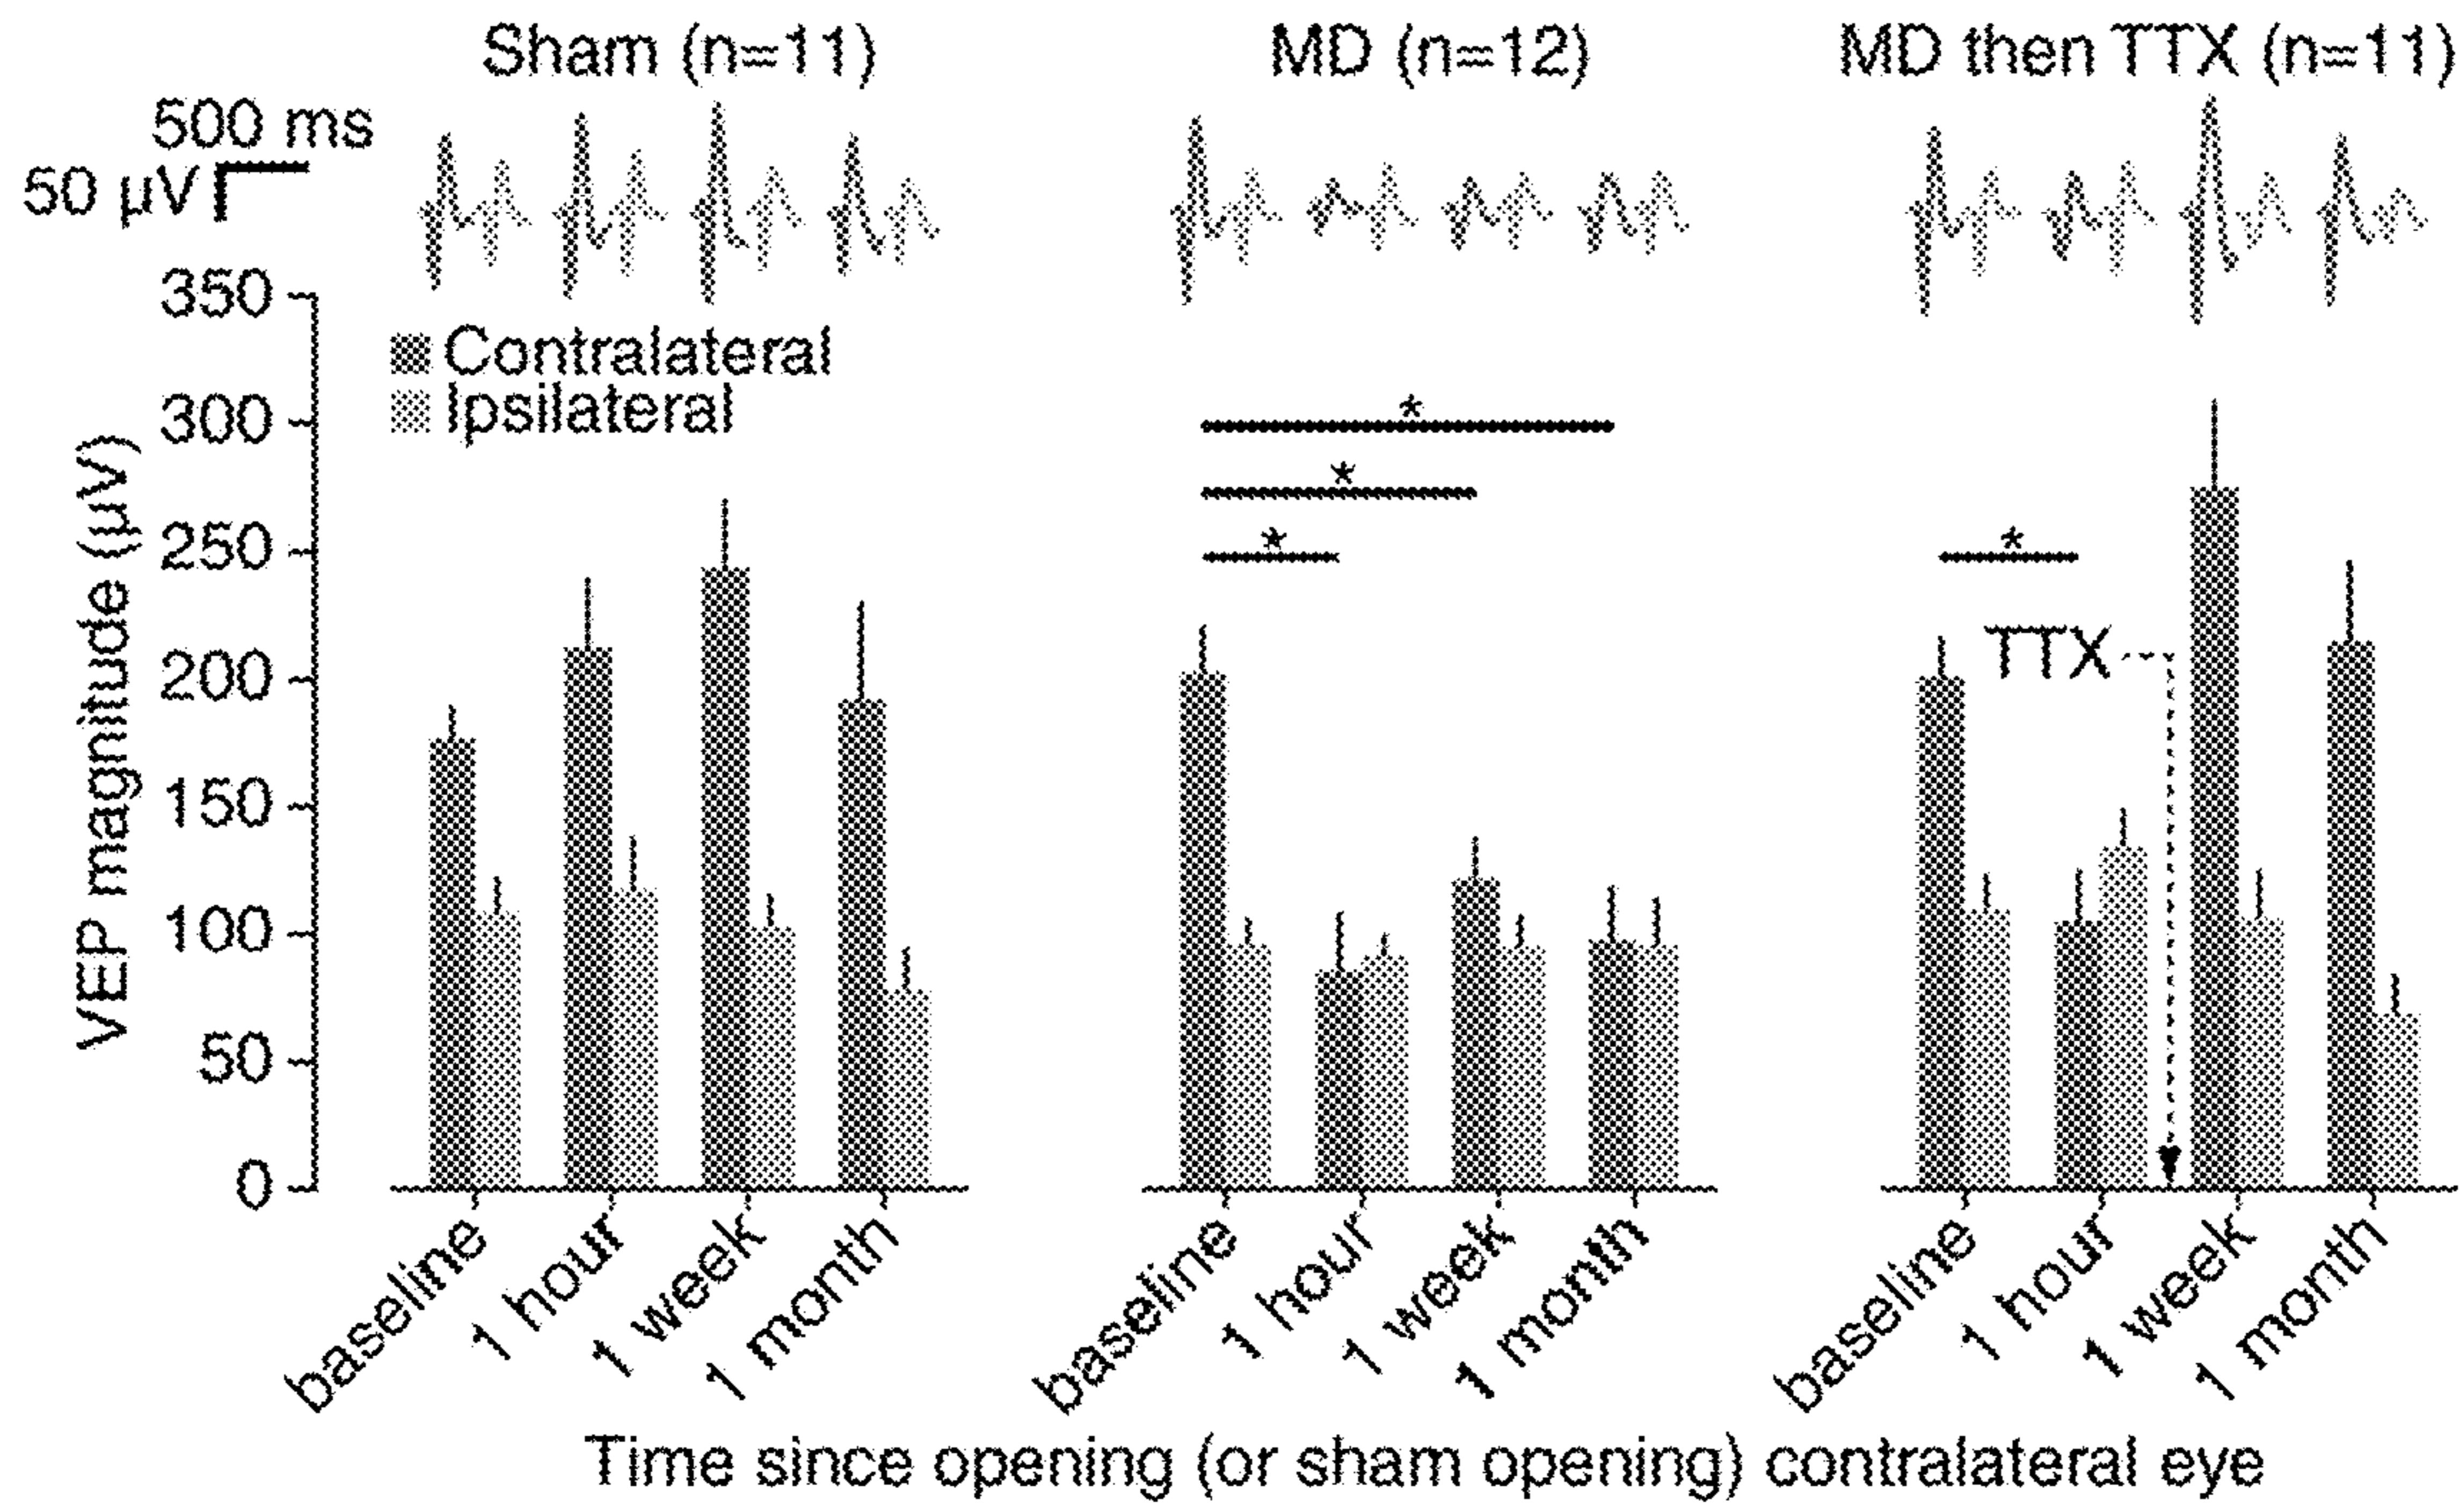 Sham (n=11)
MD (n=12)
MD then TTX (n=11)
500 ms
50 µV
350
300
250
200
150
100
50
0
VEP magnitude (µV)
Contralateral
Ipsilateral
*
*
*
*
TTX
baseline
1 hour
1 week
1 month
baseline
1 hour
1 week
1 month
baseline
1 hour
1 week
1 month
Time since opening (or sham opening) contralateral eye